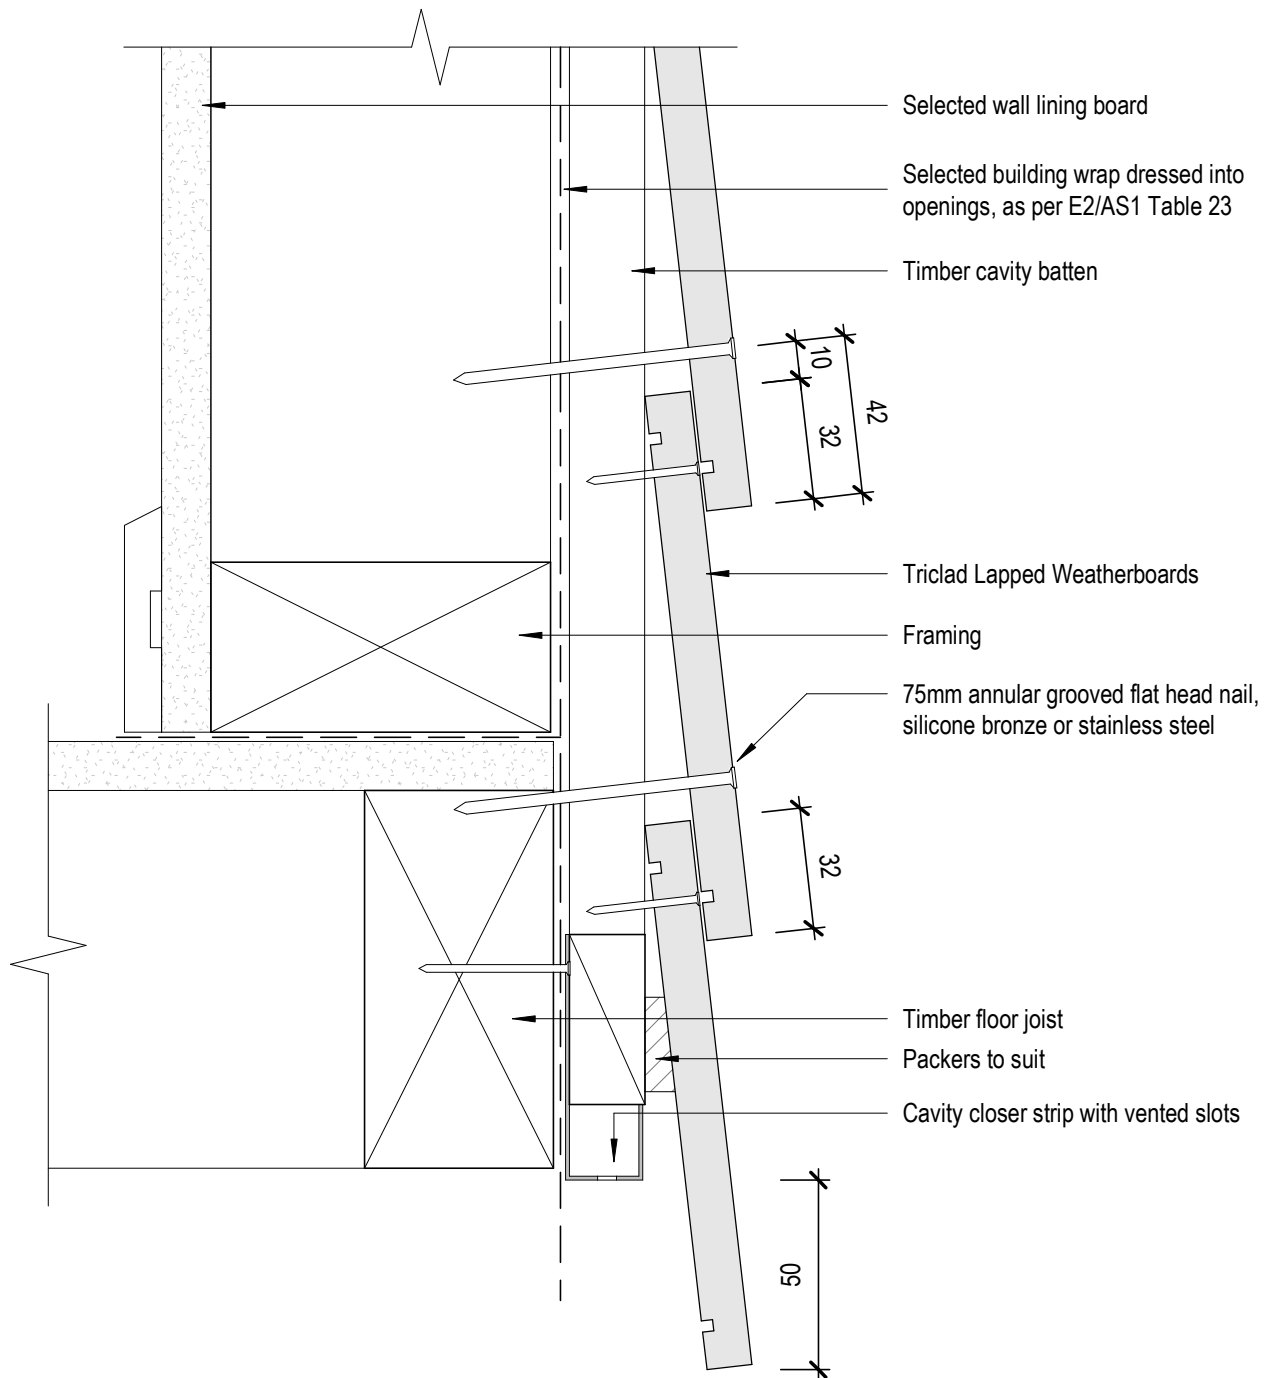 Selected wall lining board
Selected building wrap dressed into
openings, as per E2/AS1 Table 23
Timber cavity batten
10
42
32
Triclad Lapped Weatherboards
Framing
75mm annular grooved flat head nail,
silicone bronze or stainless steel
32
Timber floor joist
Packers to suit
Cavity closer strip with vented slots
50